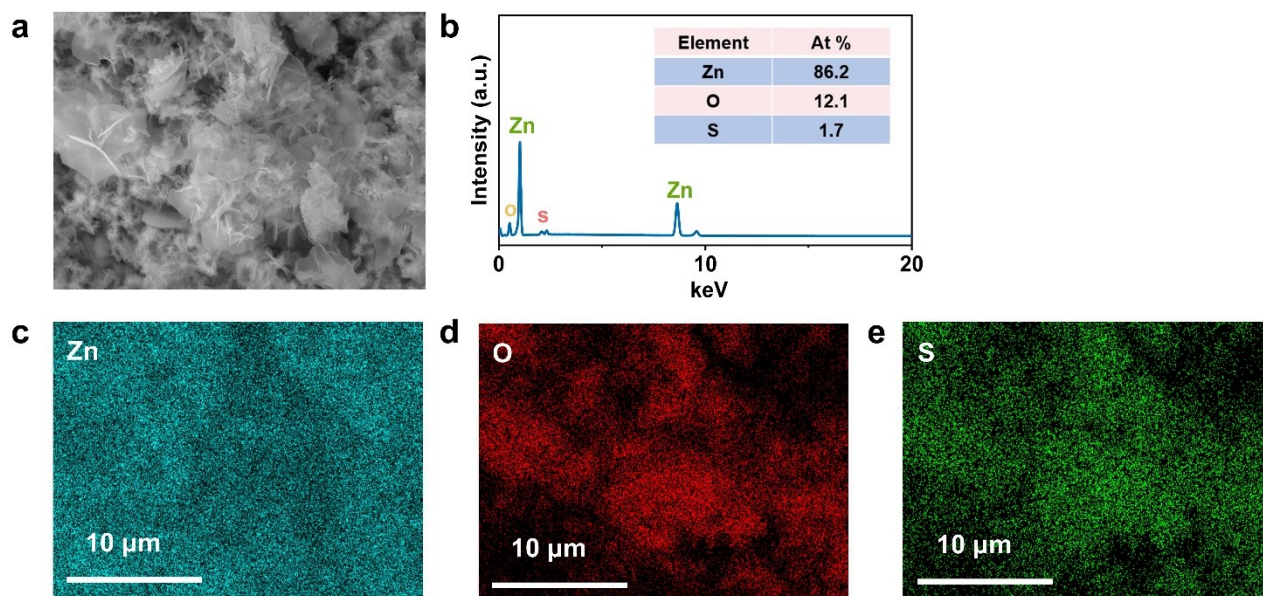 a
b
Element At %
Zn 86.2
O 12.1
S 1.7
Intensity (a.u.)
Zn
O
S
Zn
0 10 20
keV
c
Zn
10 μm
d
O
10 μm
e
S
10 μm